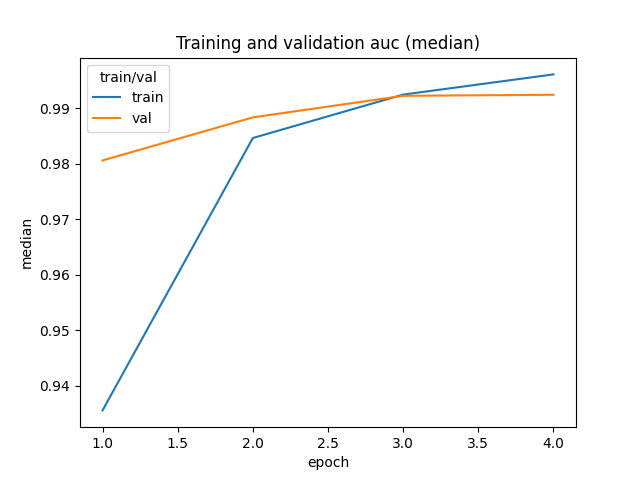 Training and validation auc (median)
train/val
train
val
0.99
0.98
0.97
0.96
0.95
0.94
median
1.0 1.5 2.0 2.5 3.0 3.5 4.0
epoch